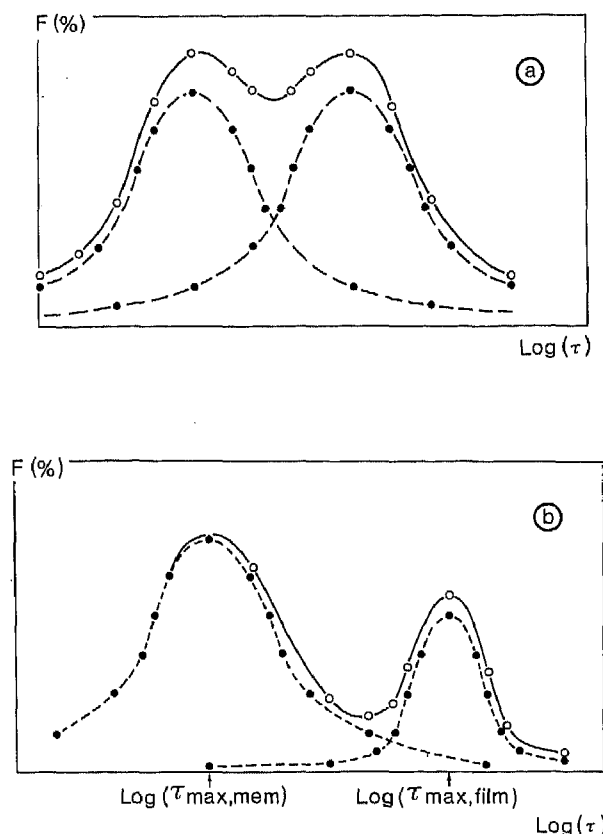 F (%)
a
Log (τ)
F (%)
b
Log (τmax,mem)
Log (τmax,film)
Log (τ)